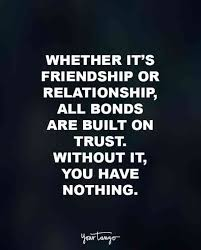 WHETHER IT'S
FRIENDSHIP OR
RELATIONSHIP,
ALL BONDS
ARE BUILT ON
TRUST.
WITHOUT IT,
YOU HAVE
NOTHING.
YourTango